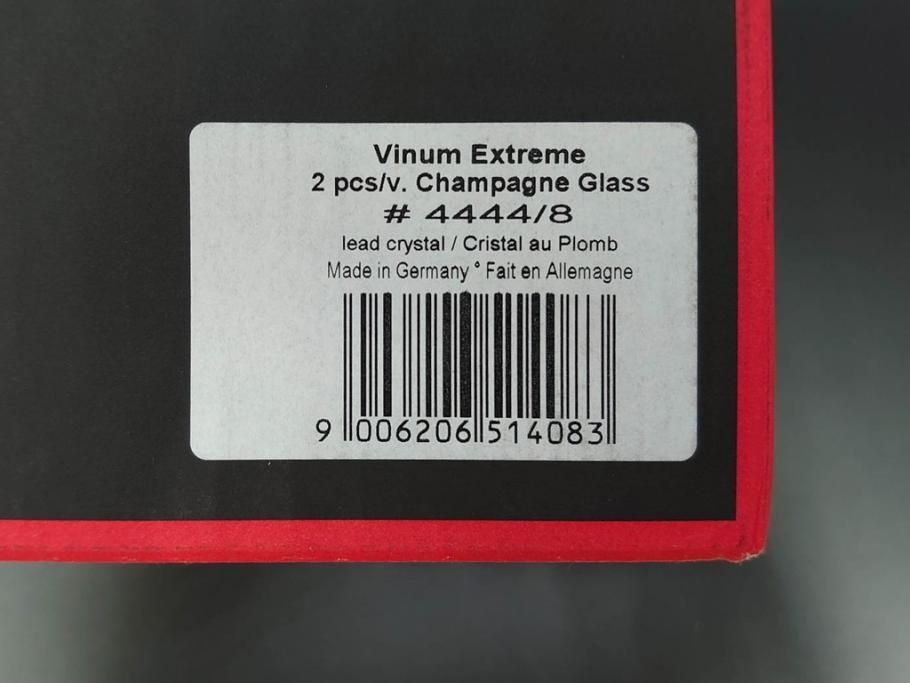 Vinum Extreme
2 pcs/v. Champagne Glass
# 4444/8
lead crystal / Cristal au Plomb
Made in Germany ° Fait en Allemagne
9 006206 514083